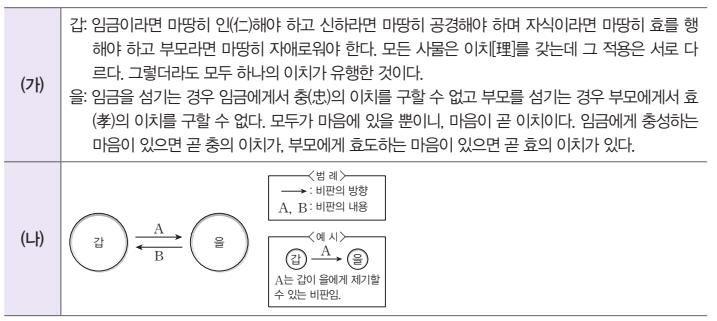 (가)
갑: 임금이라면 마땅히 인(仁)해야 하고 신하라면 마땅히 공경해야 하며 자식이라면 마땅히 효를 행
해야 하고 부모라면 마땅히 자애로워야 한다. 모든 사물은 이치[理]를 갖는데 그 적용은 서로 다
르다. 그렇더라도 모두 하나의 이치가 유행한 것이다.
을: 임금을 섬기는 경우 임금에게서 충(忠)의 이치를 구할 수 없고 부모를 섬기는 경우 부모에게서 효
(孝)의 이치를 구할 수 없다. 모두가 마음에 있을 뿐이니, 마음이 곧 이치이다. 임금에게 충성하는
마음이 있으면 곧 충의 이치가, 부모에게 효도하는 마음이 있으면 곧 효의 이치가 있다.
(나)
갑 A 을
B
<범 례>
→ : 비판의 방향
A, B : 비판의 내용
<예 시>
갑 A 을
A는 갑이 을에게 제기할
수 있는 비판임.